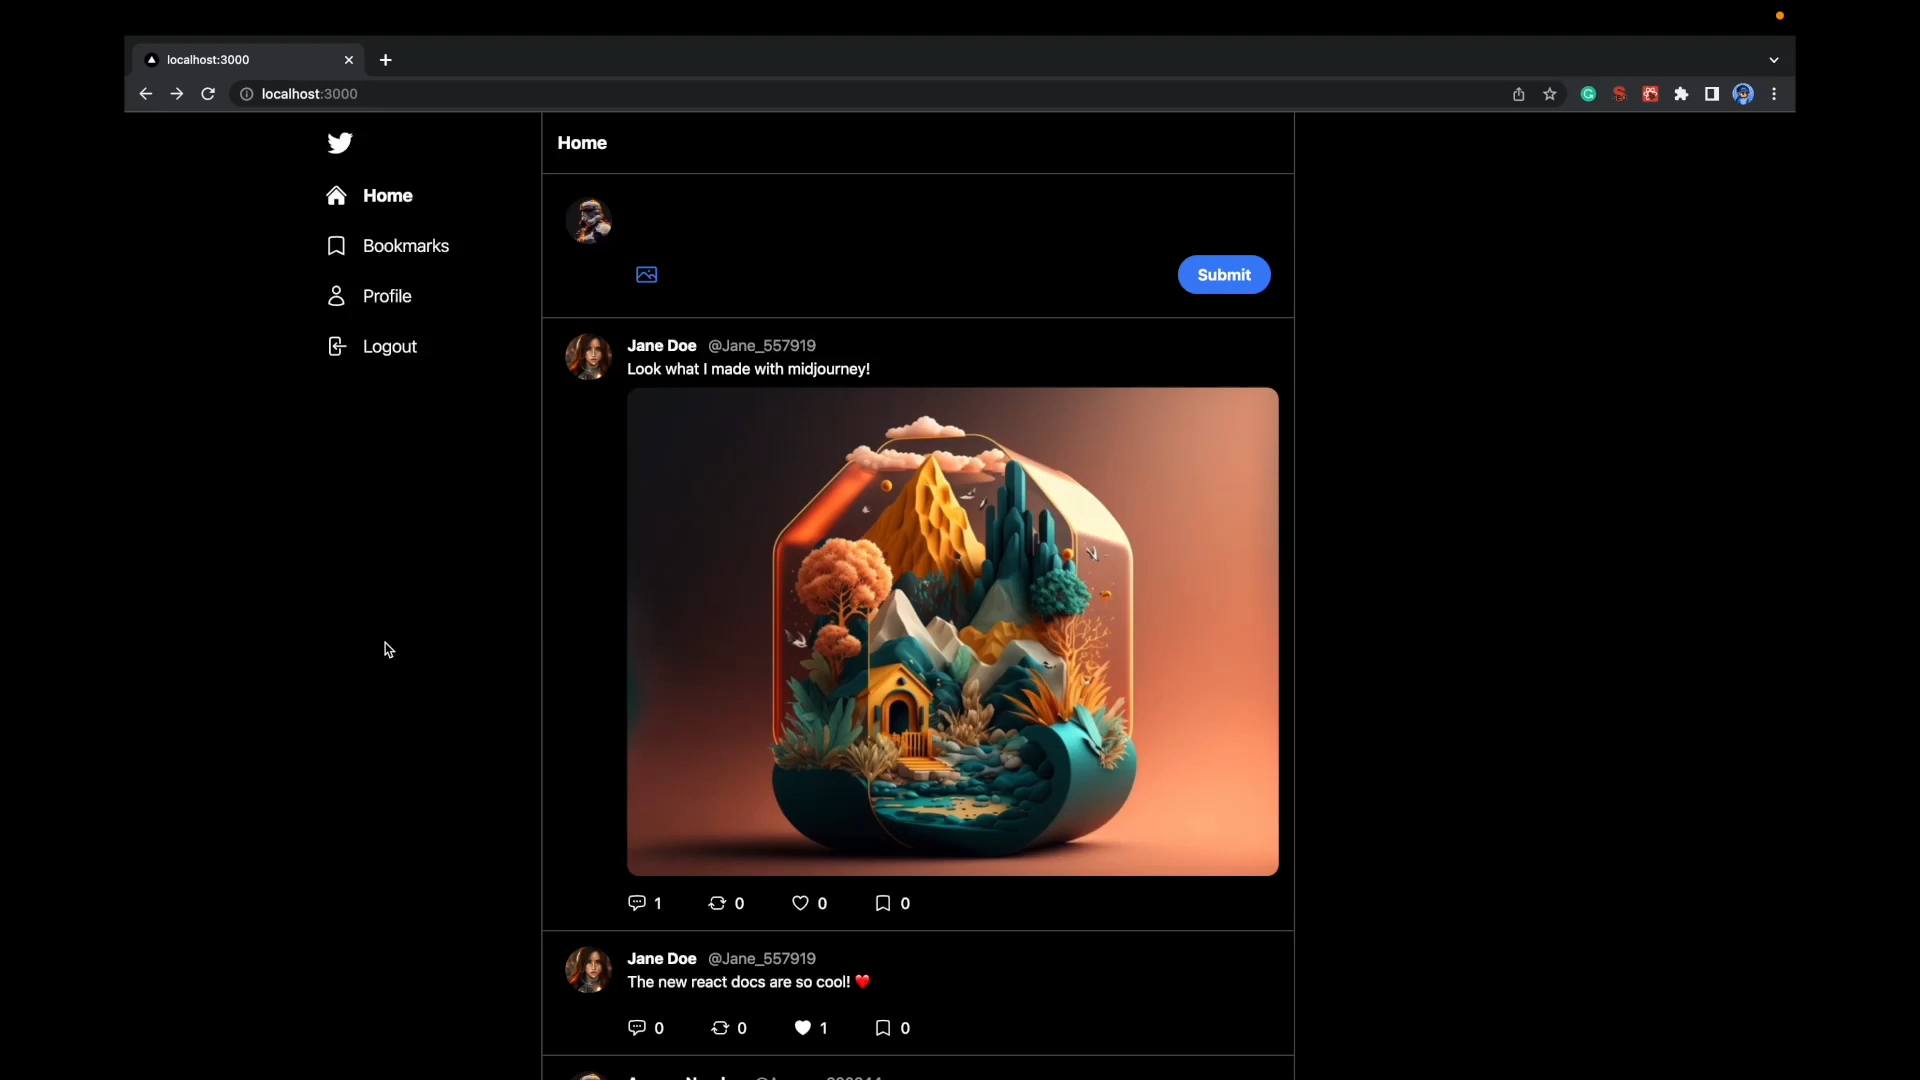 localhost:3000
localhost:3000
Home
Home
Bookmarks
Profile
Logout
Submit
Jane Doe @Jane_557919
Look what I made with midjourney!
1 0 0 0
Jane Doe @Jane_557919
The new react docs are so cool! ❤️
0 0 1 0